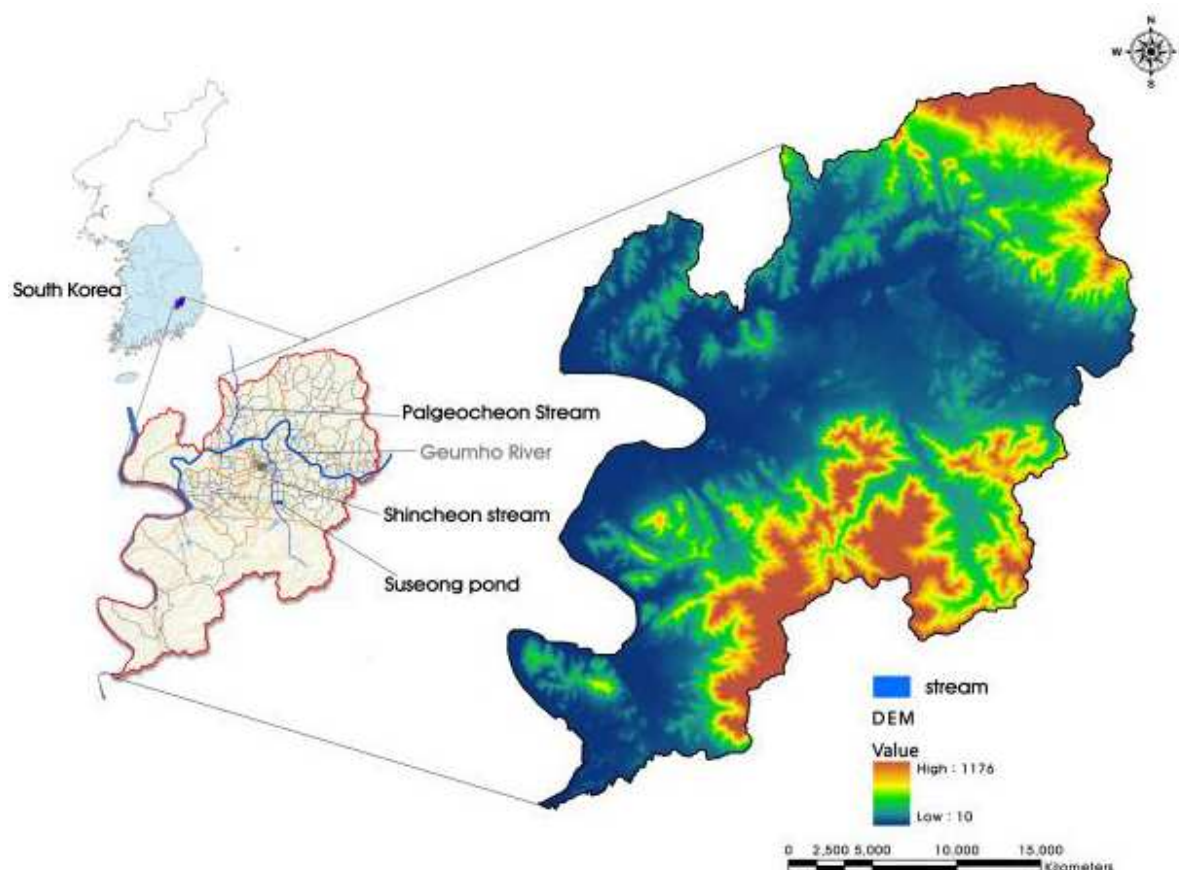 N
W
S
South Korea
Palgeocheon Stream
Geumho River
Shincheon stream
Suseong pond
stream
DEM
Value
High : 1176
Low : 10
0 2,500 5,000 10,000 15,000
Kilometers